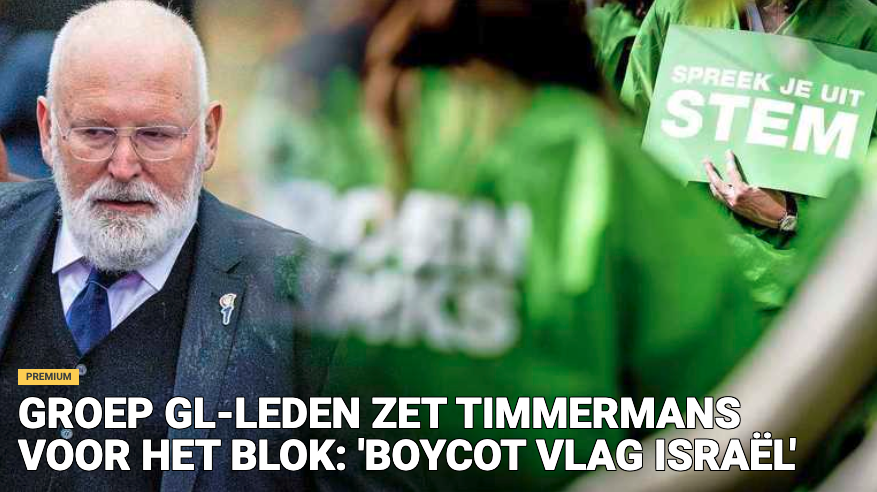 SPREEK JE UIT
STEM
PREMIUM
GROEP GL-LEDEN ZET TIMMERMANS
VOOR HET BLOK: 'BOYCOT VLAG ISRAËL'